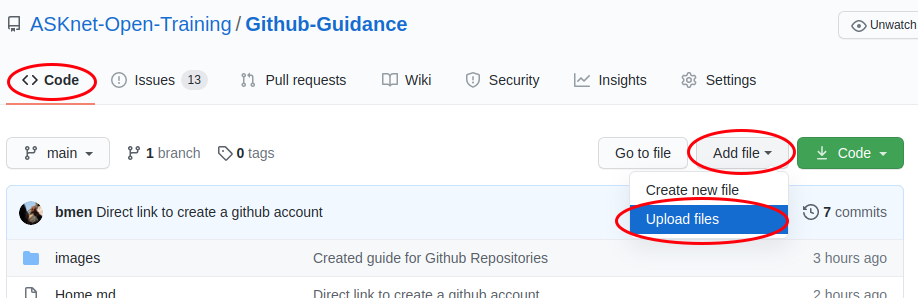 ASKnet-Open-Training / Github-Guidance
Unwatch
Code Issues 13 Pull requests Wiki Security Insights Settings
main 1 branch 0 tags Go to file Add file Code
Create new file
Upload files
bmen Direct link to create a github account 7 commits
images Created guide for Github Repositories 3 hours ago
Home.md Direct link to create a github account 2 hours ago